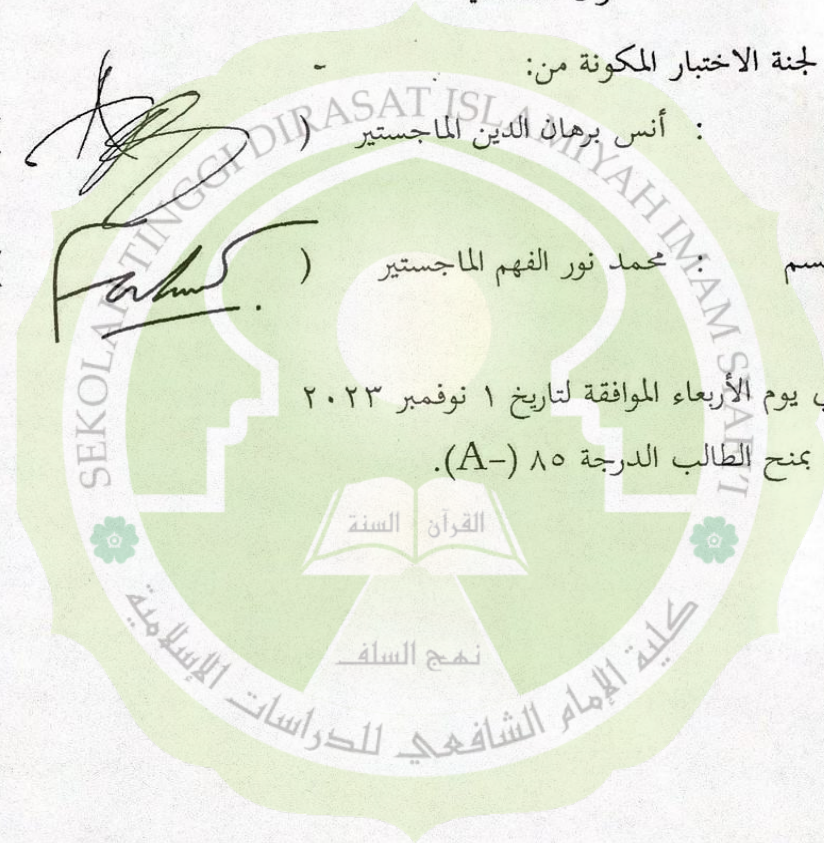 لجنة الاختبار المكونة من:
: أنس برهان الدين الماجستير (
: محمد نور الفهم الماجستير (
يوم الأربعاء الموافقة لتاريخ ١ نوفمبر ٢٠٢٣
بمنح الطالب الدرجة ٨٥ (A-).
SEKOLAH TINGGI DIRASAT ISLAMIYAH IMAM SYAFI'I
القرآن السنة
نهج السلف
كلية الإمام الشافعي للدراسات الإسلامية